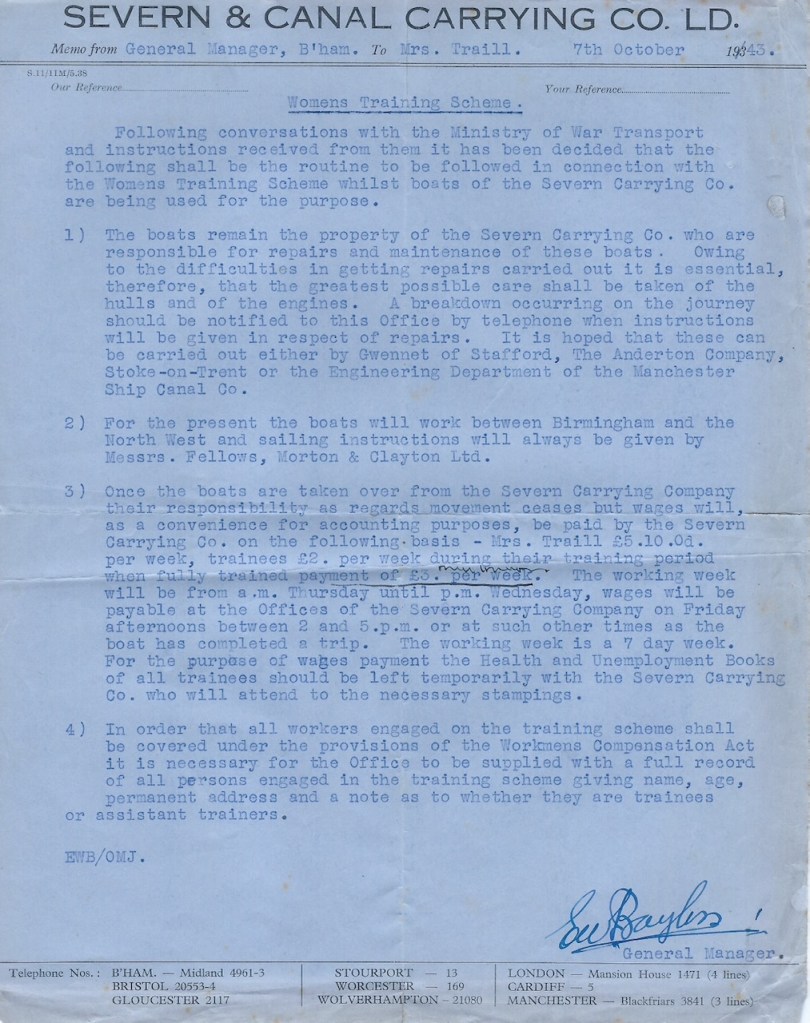 SEVERN & CANAL CARRYING CO. LD.
Memo from General Manager, B'ham. To Mrs. Traill. 7th October 1943.
S.11/11M/5.38
Our Reference Your Reference
Womens Training Scheme.
Following conversations with the Ministry of War Transport
and instructions received from them it has been decided that the
following shall be the routine to be followed in connection with
the Womens Training Scheme whilst boats of the Severn Carrying Co.
are being used for the purpose.
1) The boats remain the property of the Severn Carrying Co. who are
responsible for repairs and maintenance of these boats. Owing
to the difficulties in getting repairs carried out it is essential,
therefore, that the greatest possible care shall be taken of the
hulls and of the engines. A breakdown occurring on the journey
should be notified to this Office by telephone when instructions
will be given in respect of repairs. It is hoped that these can
be carried out either by Gwennet of Stafford, The Anderton Company,
Stoke-on-Trent or the Engineering Department of the Manchester
Ship Canal Co.
2) For the present the boats will work between Birmingham and the
North West and sailing instructions will always be given by
Messrs. Fellows, Morton & Clayton Ltd.
3) Once the boats are taken over from the Severn Carrying Company
their responsibility as regards movement ceases but wages will,
as a convenience for accounting purposes, be paid by the Severn
Carrying Co. on the following basis - Mrs. Traill £5.10.0d.
per week, trainees £2. per week during their training period
when fully trained payment of £3. per week. The working week
will be from a.m. Thursday until p.m. Wednesday, wages will be
payable at the Offices of the Severn Carrying Company on Friday
afternoons between 2 and 5.p.m. or at such other times as the
boat has completed a trip. The working week is a 7 day week.
For the purpose of wages payment the Health and Unemployment Books
of all trainees should be left temporarily with the Severn Carrying
Co. who will attend to the necessary stampings.
4) In order that all workers engaged on the training scheme shall
be covered under the provisions of the Workmens Compensation Act
it is necessary for the Office to be supplied with a full record
of all persons engaged in the training scheme giving name, age,
permanent address and a note as to whether they are trainees
or assistant trainers.
EWB/OMJ.
EW Bayliss
General Manager.
Telephone Nos.: B'HAM. — Midland 4961-3 STOURPORT — 13 LONDON — Mansion House 1471 (4 lines)
BRISTOL 20553-4 WORCESTER — 169 CARDIFF — 5
GLOUCESTER 2117 WOLVERHAMPTON - 21080 MANCHESTER — Blackfriars 3841 (3 lines)